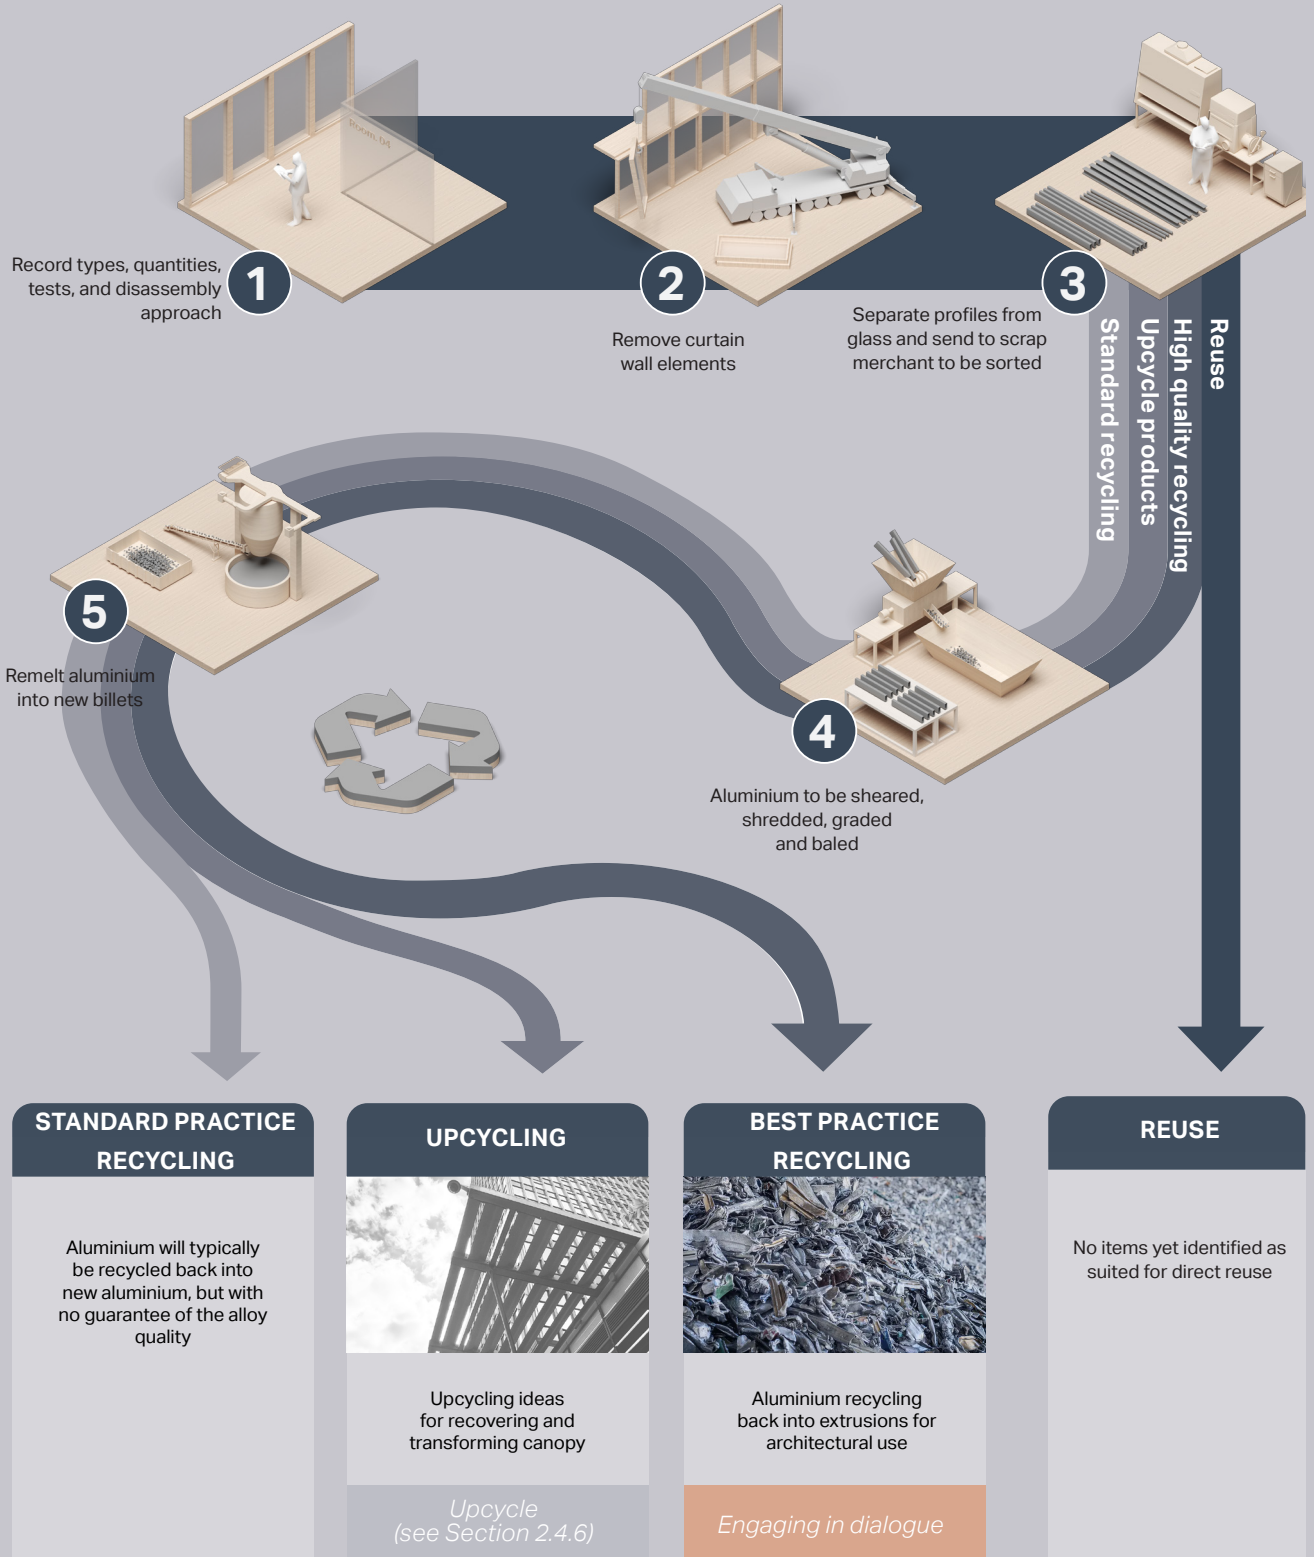 Room 04
1
Record types, quantities,
tests, and disassembly
approach
2
Remove curtain
wall elements
3
Separate profiles from
glass and send to scrap
merchant to be sorted
Standard recycling
Upcycle products
High quality recycling
Reuse
4
Aluminium to be sheared,
shredded, graded
and baled
5
Remelt aluminium
into new billets
STANDARD PRACTICE
RECYCLING
Aluminium will typically
be recycled back into
new aluminium, but with
no guarantee of the alloy
quality
UPCYCLING
Upcycling ideas
for recovering and
transforming canopy
Upcycle
(see Section 2.4.6)
BEST PRACTICE
RECYCLING
Aluminium recycling
back into extrusions for
architectural use
Engaging in dialogue
REUSE
No items yet identified as
suited for direct reuse